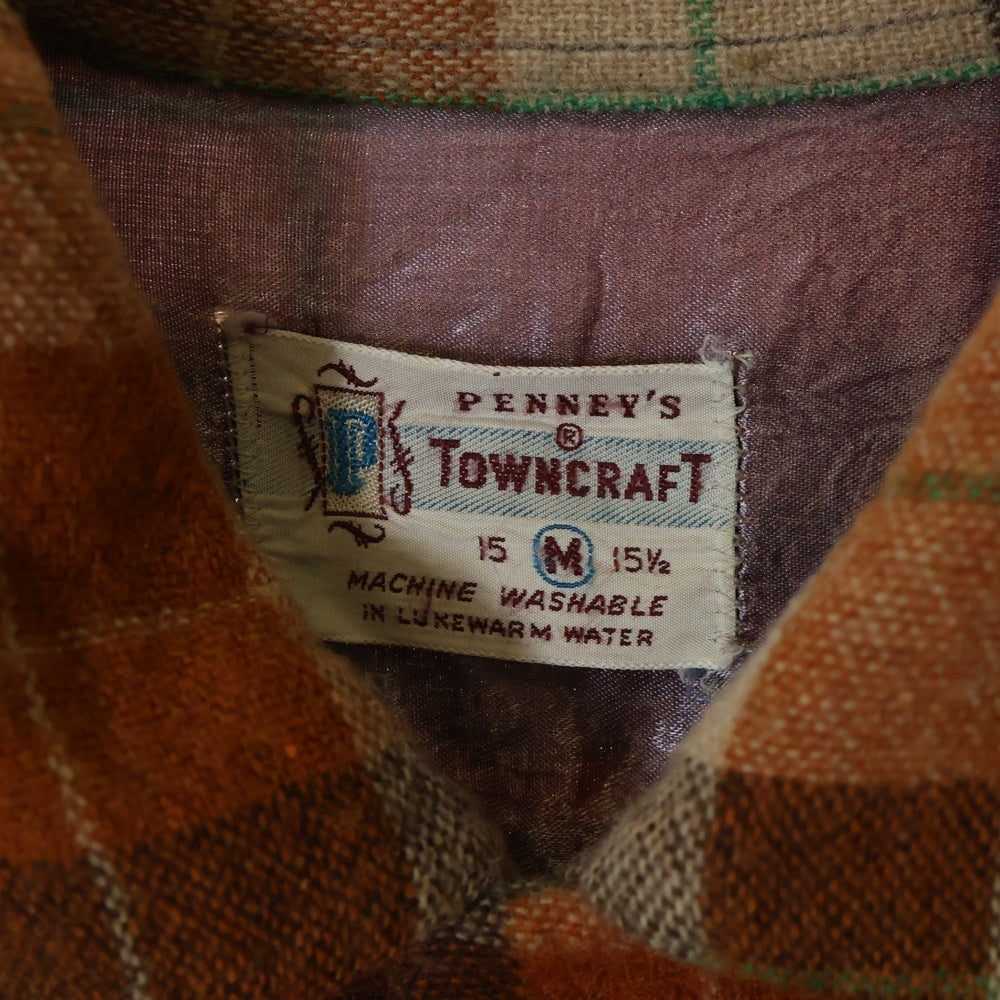 P
PENNEY'S
®
TOWNCRAFT
15 M 15½
MACHINE WASHABLE
IN LUKEWARM WATER